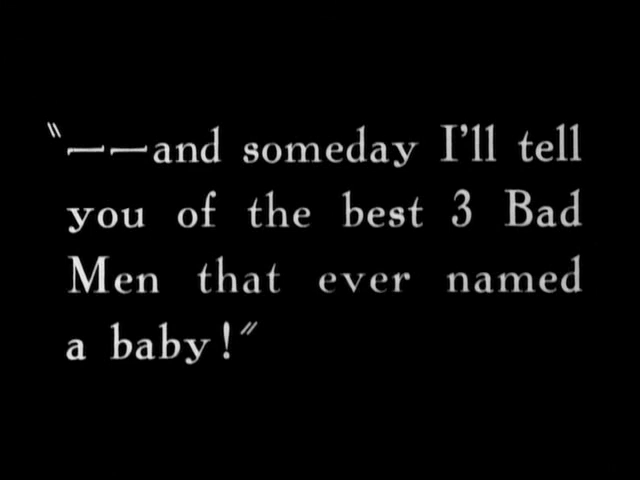 "——and someday I'll tell
you of the best 3 Bad
Men that ever named
a baby!"